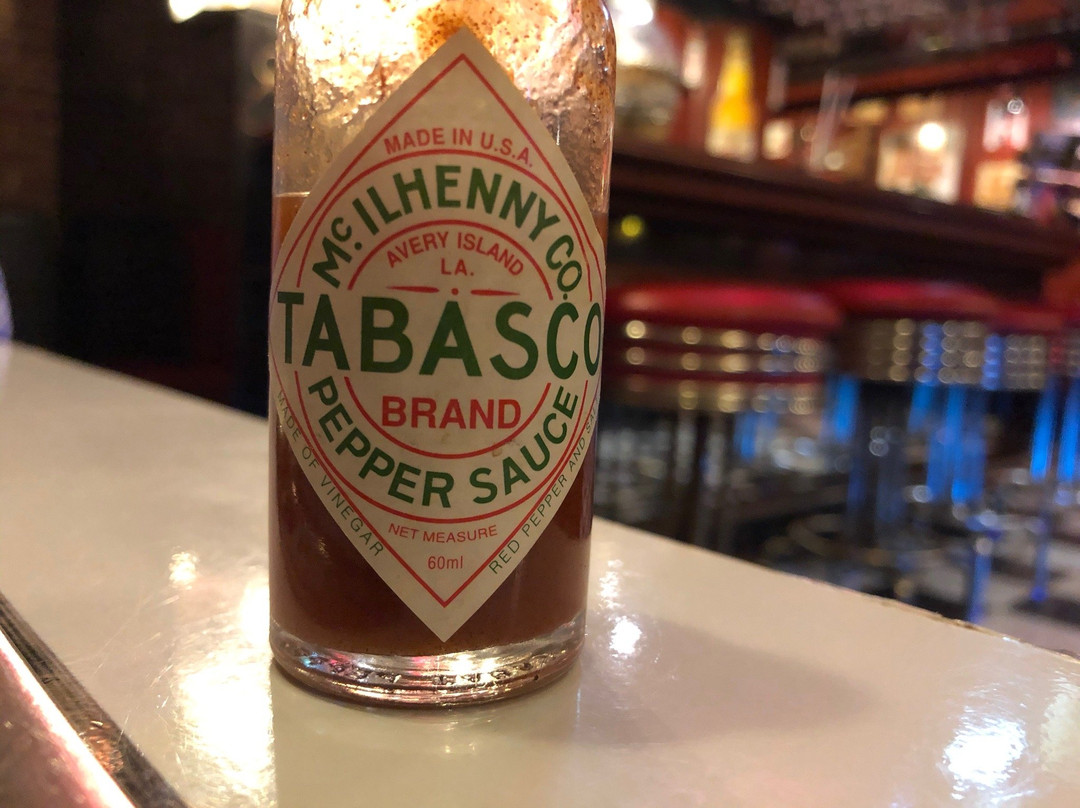 MADE IN U.S.A.
McILHENNY CO.
AVERY ISLAND
LA.
TABASCO
BRAND
PEPPER SAUCE
MADE OF VINEGAR
RED PEPPER AND
NET MEASURE
60ml